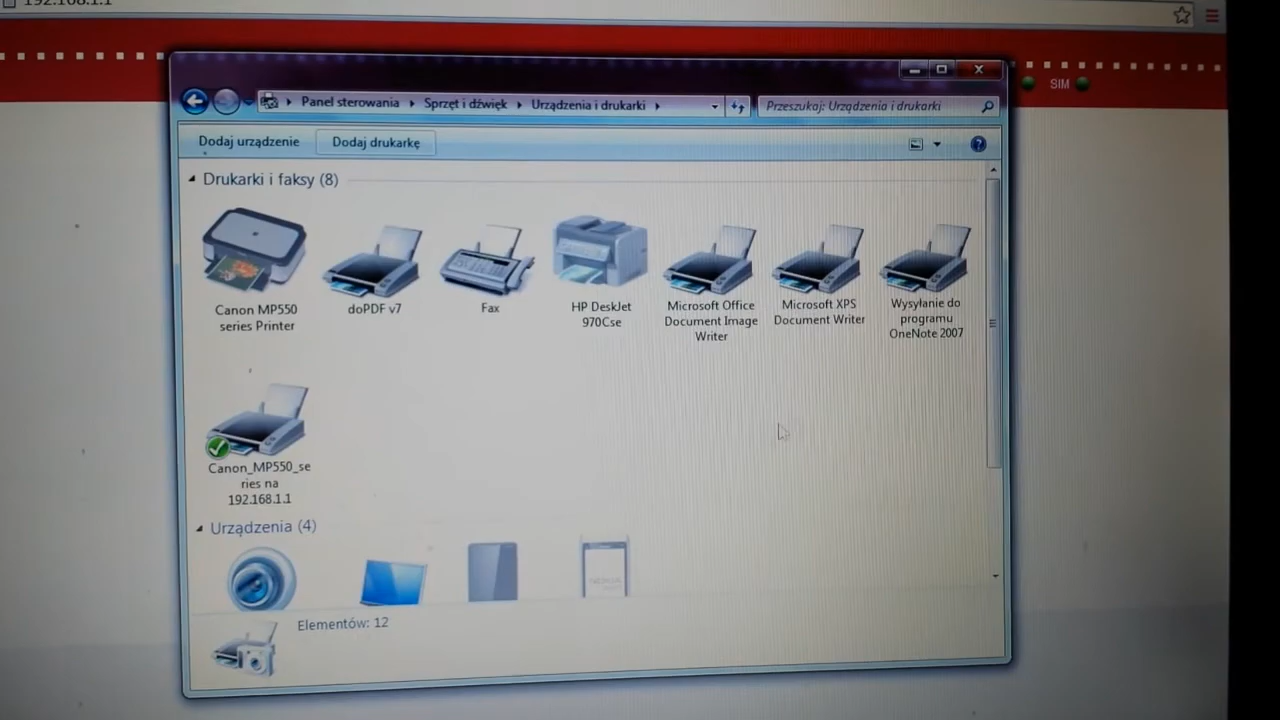 192.168.1.1
SIM
Panel sterowania Sprzęt i dźwięk Urządzenia i drukarki
Przeszukaj: Urządzenia i drukarki
Dodaj urządzenie Dodaj drukarkę
Drukarki i faksy (8)
Canon MP550
series Printer
doPDF v7
Fax
HP DeskJet
970Cse
Microsoft Office
Document Image
Writer
Microsoft XPS
Document Writer
Wysyłanie do
programu
OneNote 2007
Canon_MP550_se
ries na
192.168.1.1
Urządzenia (4)
Elementów: 12